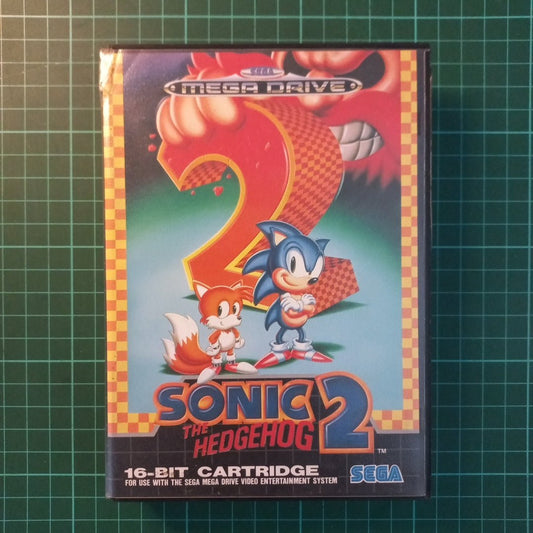 SEGA
MEGA DRIVE
2
SONIC
THE
HEDGEHOG 2
™
16-BIT CARTRIDGE
FOR USE WITH THE SEGA MEGA DRIVE VIDEO ENTERTAINMENT SYSTEM
SEGA